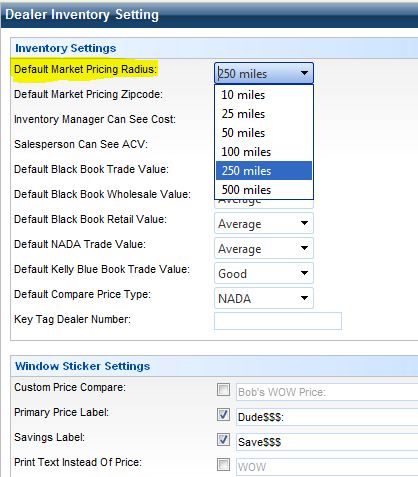 Dealer Inventory Setting
Inventory Settings
Default Market Pricing Radius: 250 miles
Default Market Pricing Zipcode: 10 miles
Inventory Manager Can See Cost: 25 miles
50 miles
Salesperson Can See ACV: 100 miles
Default Black Book Trade Value: 250 miles
500 miles
Default Black Book Wholesale Value: Average
Default Black Book Retail Value: Average
Default NADA Trade Value: Average
Default Kelly Blue Book Trade Value: Good
Default Compare Price Type: NADA
Key Tag Dealer Number:
Window Sticker Settings
Custom Price Compare: Bob's WOW Price:
Primary Price Label: Dude$$$:
Savings Label: Save$$$
Print Text Instead Of Price: WOW